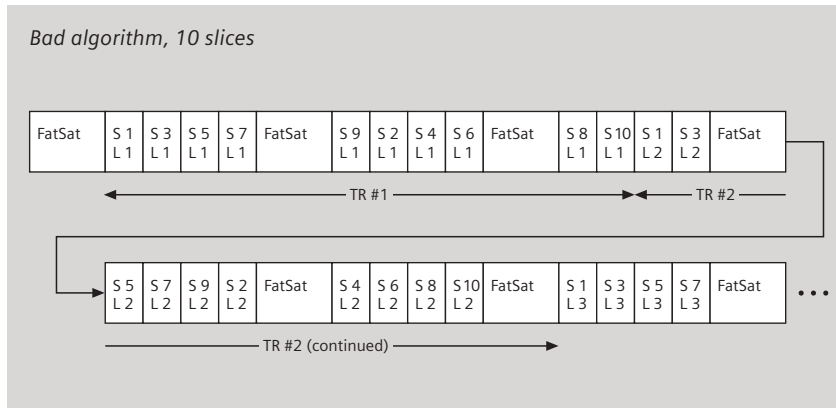 Bad algorithm, 10 slices
FatSat S 1 S 3 S 5 S 7 FatSat S 9 S 2 S 4 S 6 FatSat S 8 S 10 S 1 S 3 FatSat
L 1 L 1 L 1 L 1 L 1 L 1 L 1 L 1 L 1 L 1 L 2 L 2
TR #1 TR #2
S 5 S 7 S 9 S 2 FatSat S 4 S 6 S 8 S10 FatSat S 1 S 3 S 5 S 7 FatSat
L 2 L 2 L 2 L 2 L 2 L 2 L 2 L 2 L 3 L 3 L 3 L 3
...
TR #2 (continued)